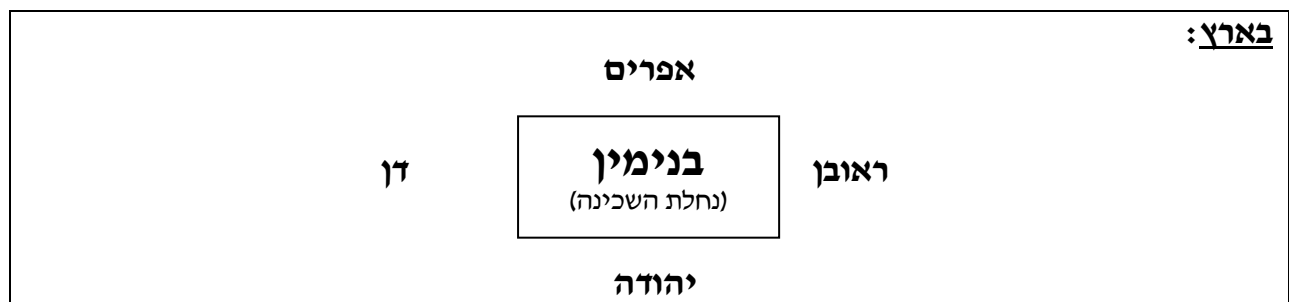 בארץ:
אפרים
ראובן בנימין דן
(נחלת השכינה)
יהודה